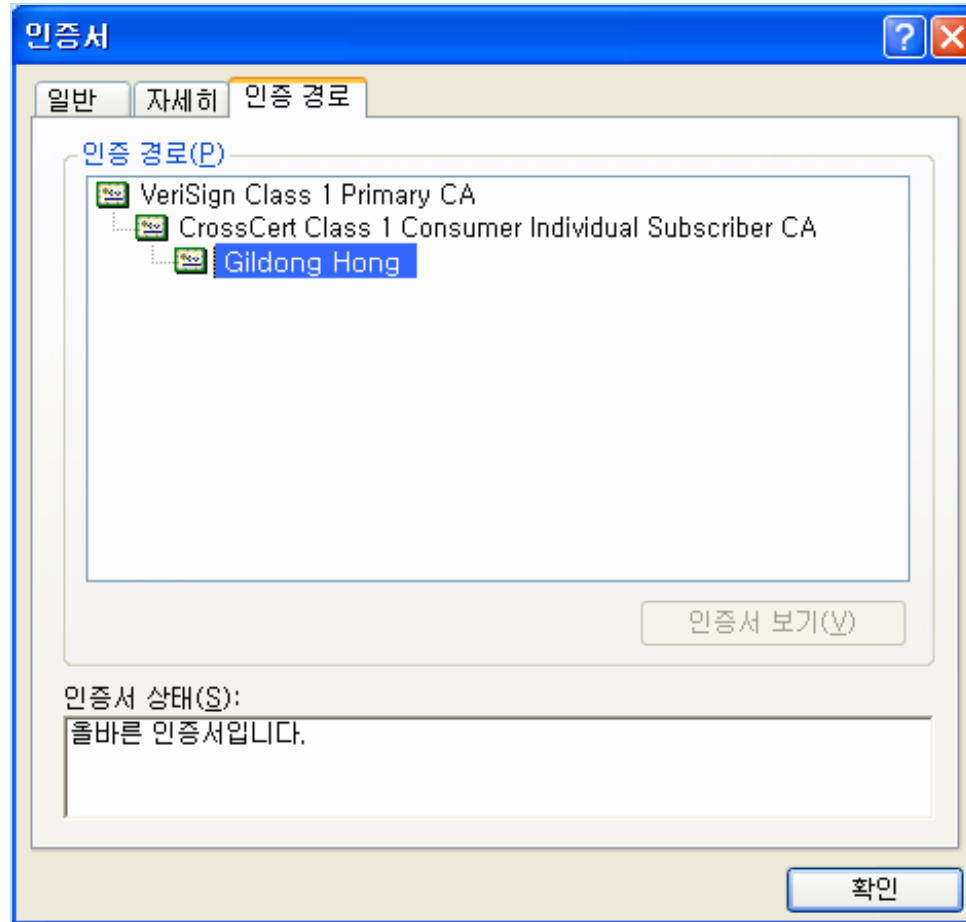 인증서
일반 자세히 인증 경로
인증 경로(P)
VeriSign Class 1 Primary CA
CrossCert Class 1 Consumer Individual Subscriber CA
Gildong Hong
인증서 보기(V)
인증서 상태(S):
올바른 인증서입니다.
확인